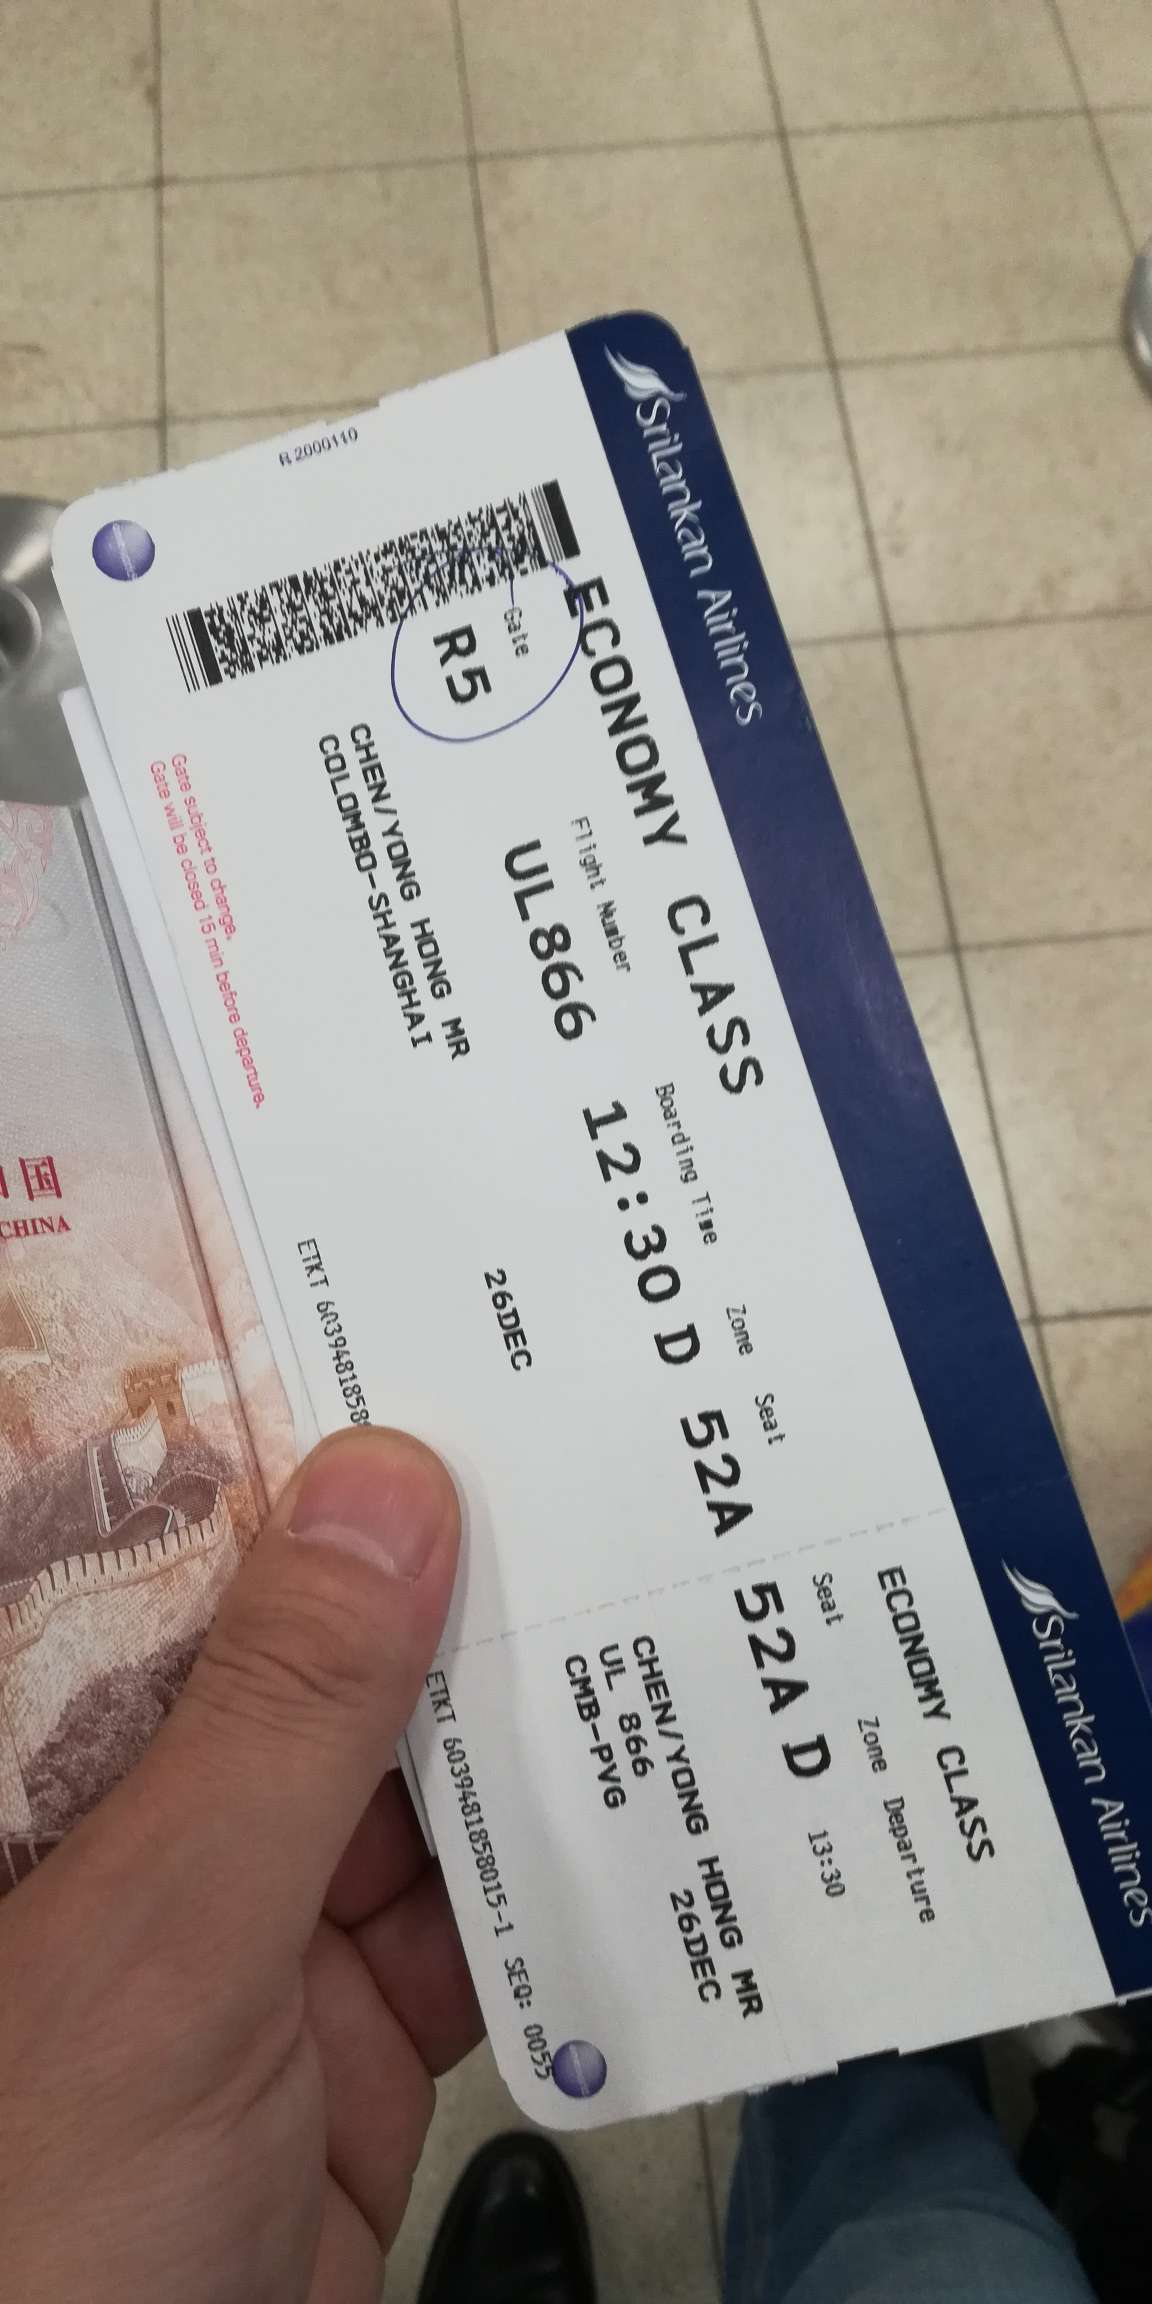 SriLankan Airlines
ECONOMY CLASS
Gate Flight Number Boarding Time Zone Seat
R5 UL866 12:30 D 52A
CHEN/YONG HONG MR
COLOMBO-SHANGHAI
26DEC
Gate subject to change.
Gate will be closed 15 min before departure.
ETKT 603948185
R2000110
SriLankan Airlines
ECONOMY CLASS
Seat Zone Departure
52A D 13:30
CHEN/YONG HONG MR
UL 866 26DEC
CMB-PVG
ETKT 6039481858015-1 SEQ: 0055
国
CHINA